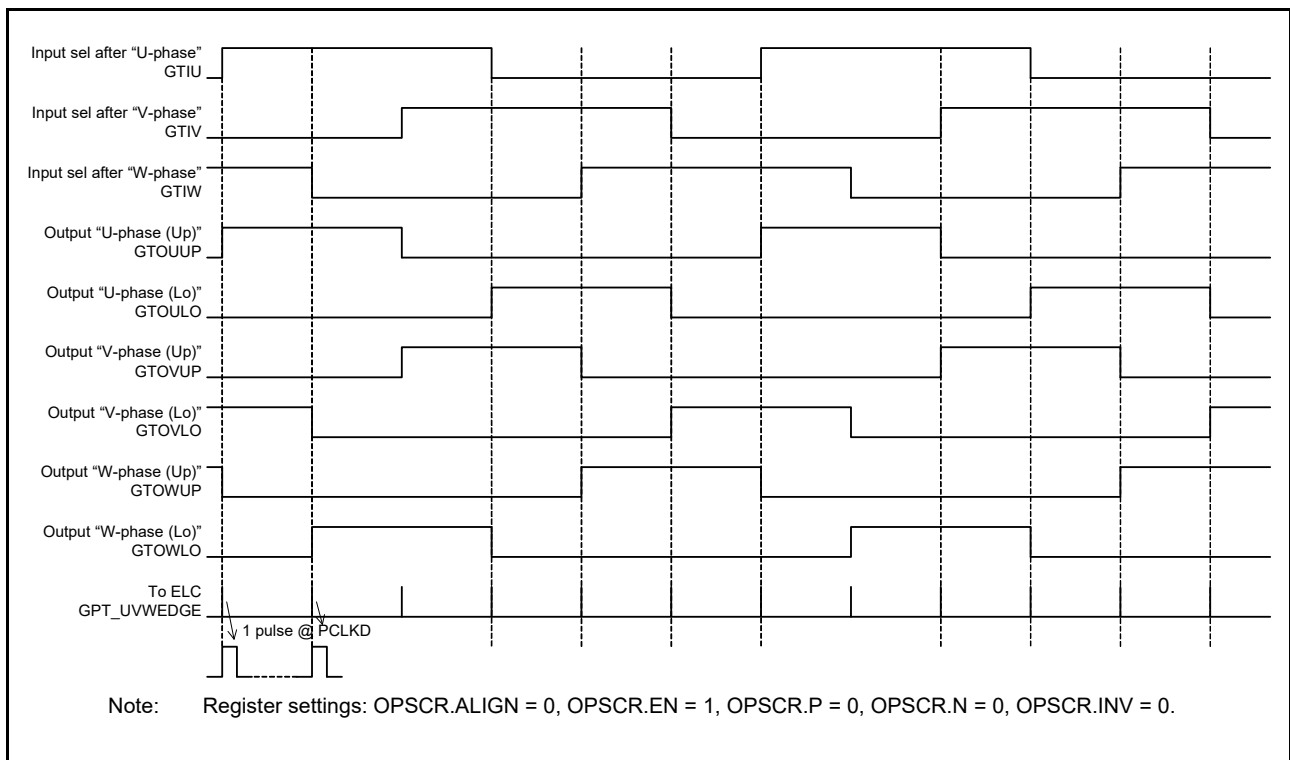 Input sel after “U-phase”
GTIU
Input sel after “V-phase”
GTIV
Input sel after “W-phase”
GTIW
Output “U-phase (Up)”
GTOUUP
Output “U-phase (Lo)”
GTOULO
Output “V-phase (Up)”
GTOVUP
Output “V-phase (Lo)”
GTOVLO
Output “W-phase (Up)”
GTOWUP
Output “W-phase (Lo)”
GTOWLO
To ELC
GPT_UVWEDGE
1 pulse @ PCLKD
Note: Register settings: OPSCR.ALIGN = 0, OPSCR.EN = 1, OPSCR.P = 0, OPSCR.N = 0, OPSCR.INV = 0.